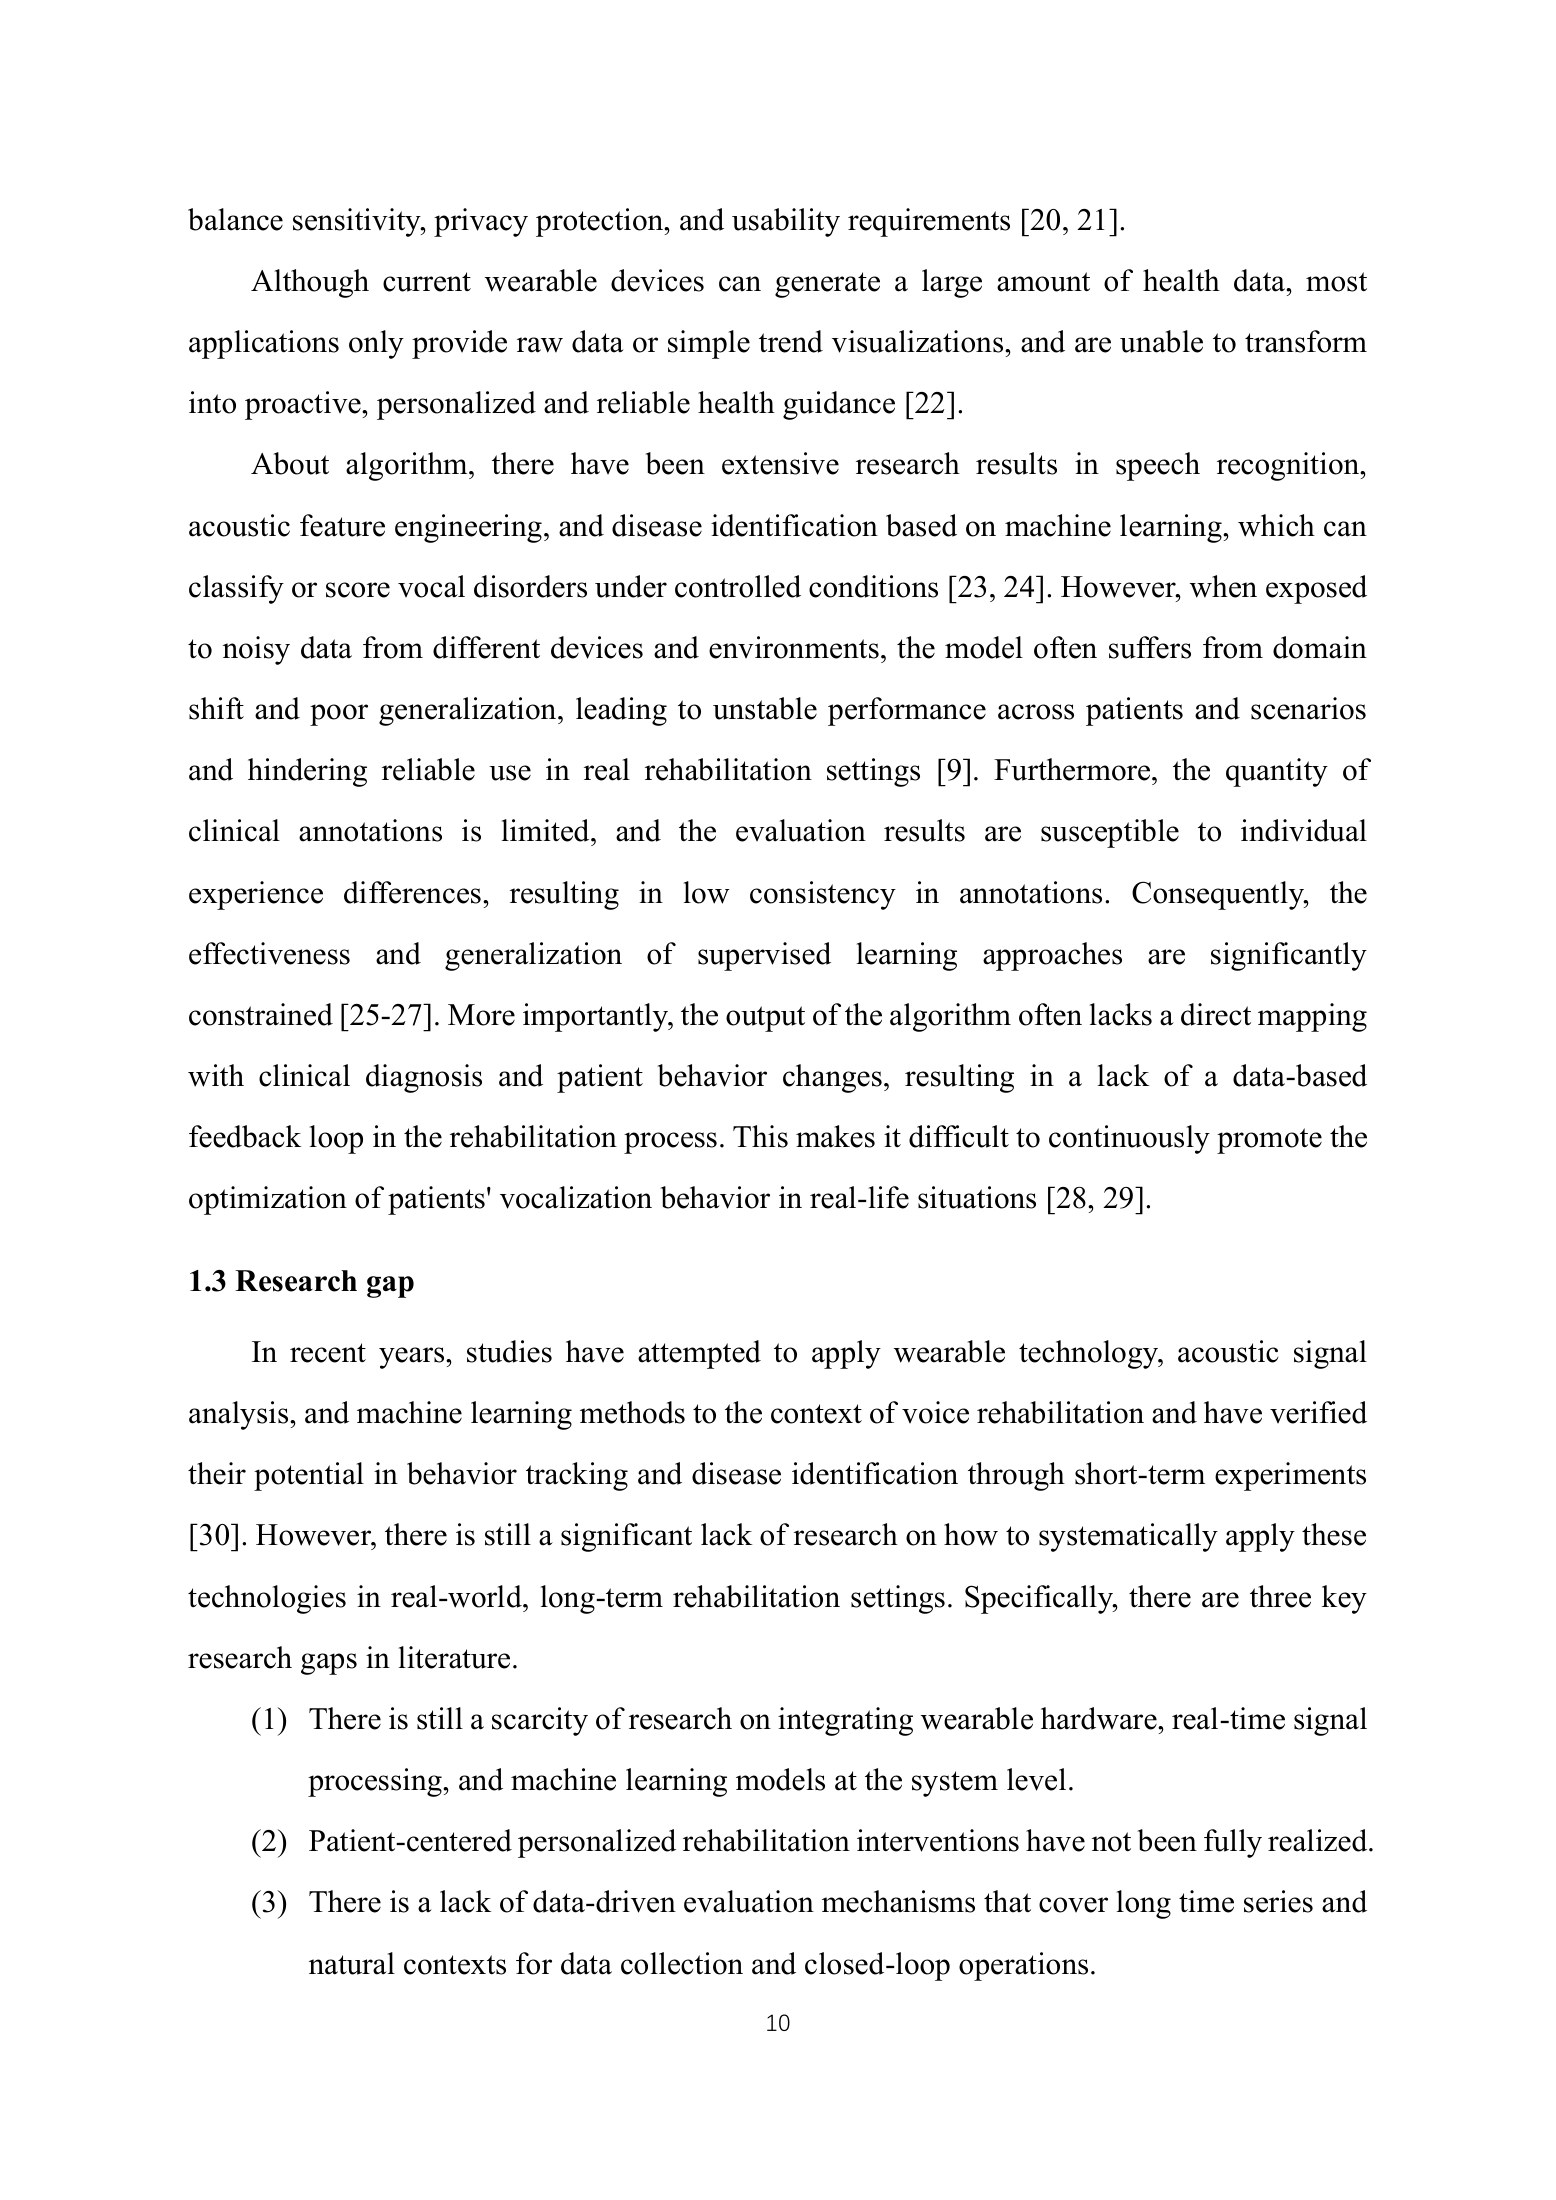 balance sensitivity, privacy protection, and usability requirements [20, 21].
Although current wearable devices can generate a large amount of health data, most
applications only provide raw data or simple trend visualizations, and are unable to transform
into proactive, personalized and reliable health guidance [22].
About algorithm, there have been extensive research results in speech recognition,
acoustic feature engineering, and disease identification based on machine learning, which can
classify or score vocal disorders under controlled conditions [23, 24]. However, when exposed
to noisy data from different devices and environments, the model often suffers from domain
shift and poor generalization, leading to unstable performance across patients and scenarios
and hindering reliable use in real rehabilitation settings [9]. Furthermore, the quantity of
clinical annotations is limited, and the evaluation results are susceptible to individual
experience differences, resulting in low consistency in annotations. Consequently, the
effectiveness and generalization of supervised learning approaches are significantly
constrained [25-27]. More importantly, the output of the algorithm often lacks a direct mapping
with clinical diagnosis and patient behavior changes, resulting in a lack of a data-based
feedback loop in the rehabilitation process. This makes it difficult to continuously promote the
optimization of patients' vocalization behavior in real-life situations [28, 29].
1.3 Research gap
In recent years, studies have attempted to apply wearable technology, acoustic signal
analysis, and machine learning methods to the context of voice rehabilitation and have verified
their potential in behavior tracking and disease identification through short-term experiments
[30]. However, there is still a significant lack of research on how to systematically apply these
technologies in real-world, long-term rehabilitation settings. Specifically, there are three key
research gaps in literature.
(1) There is still a scarcity of research on integrating wearable hardware, real-time signal
processing, and machine learning models at the system level.
(2) Patient-centered personalized rehabilitation interventions have not been fully realized.
(3) There is a lack of data-driven evaluation mechanisms that cover long time series and
natural contexts for data collection and closed-loop operations.
10